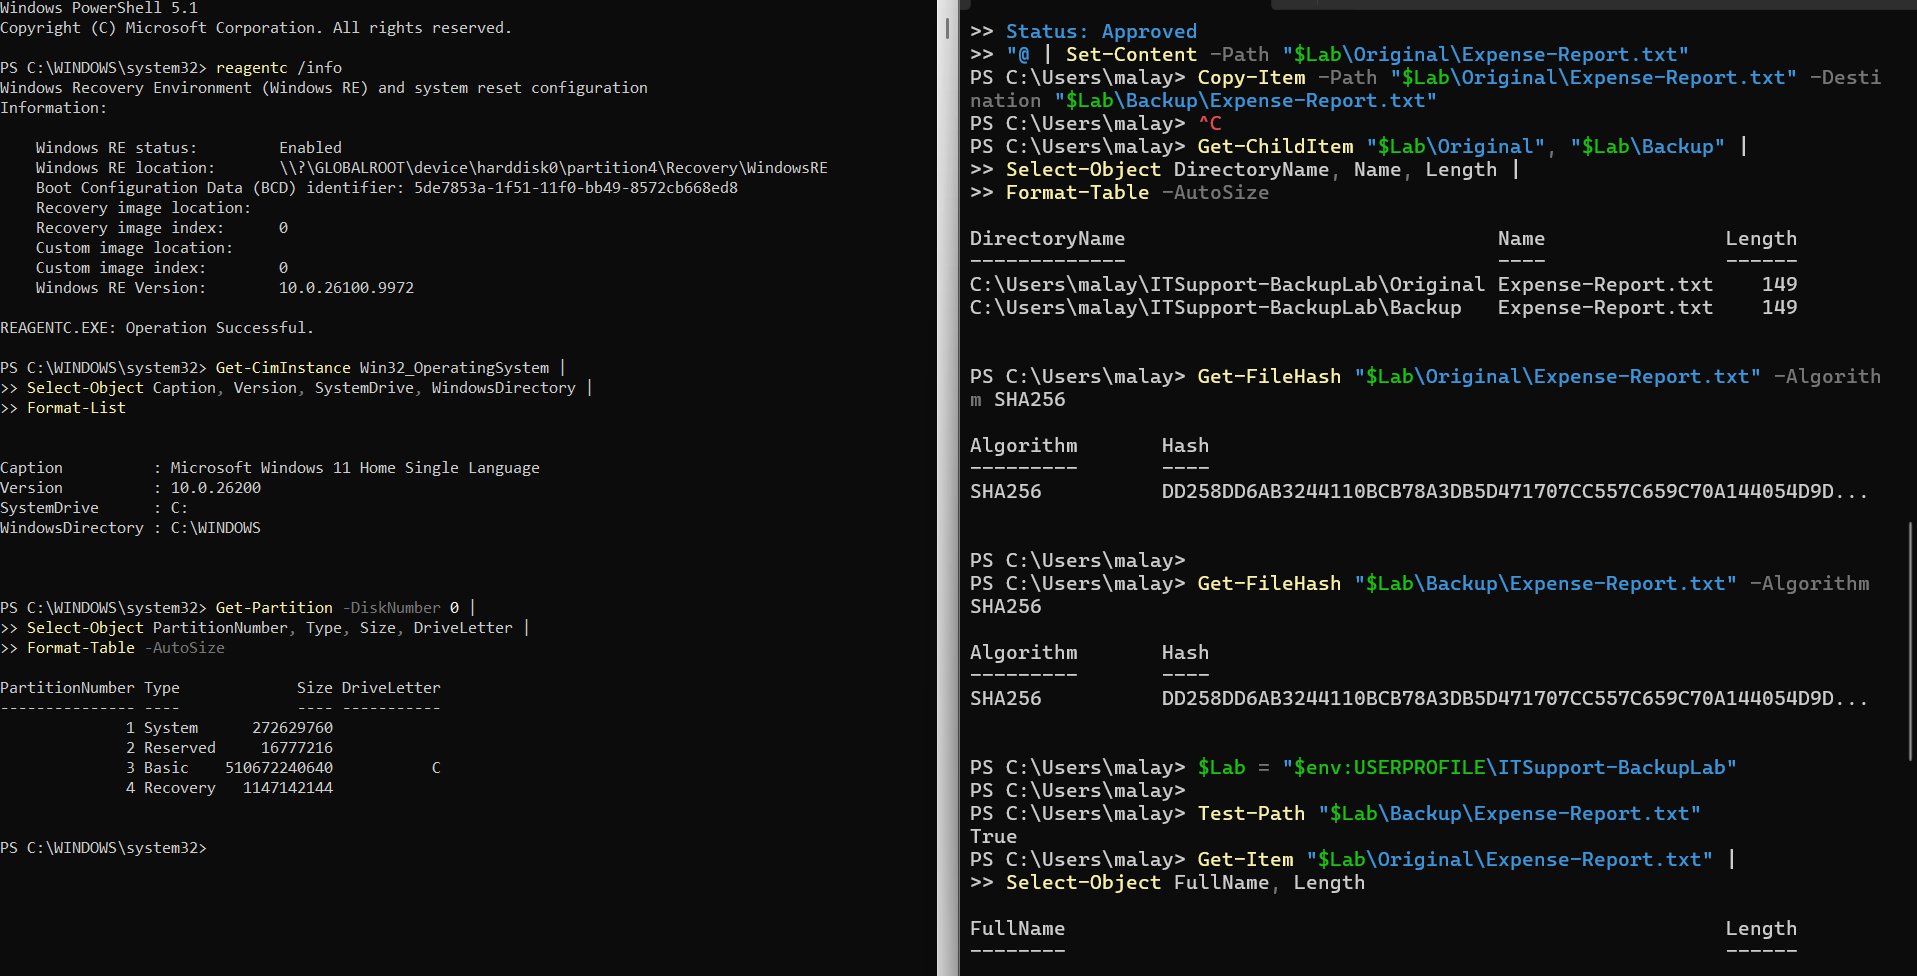 Windows PowerShell 5.1
Copyright (C) Microsoft Corporation. All rights reserved.
PS C:\WINDOWS\system32> reagentc /info
Windows Recovery Environment (Windows RE) and system reset configuration
Information:
    Windows RE status:         Enabled
    Windows RE location:       \\?\GLOBALROOT\device\harddisk0\partition4\Recovery\WindowsRE
    Boot Configuration Data (BCD) identifier: 5de7853a-1f51-11f0-bb49-8572cb668ed8
    Recovery image location:
    Recovery image index:      0
    Custom image location:
    Custom image index:        0
    Windows RE Version:        10.0.26100.9972
REAGENTC.EXE: Operation Successful.
PS C:\WINDOWS\system32> Get-CimInstance Win32_OperatingSystem |
>> Select-Object Caption, Version, SystemDrive, WindowsDirectory |
>> Format-List
Caption          : Microsoft Windows 11 Home Single Language
Version          : 10.0.26200
SystemDrive      : C:
WindowsDirectory : C:\WINDOWS
PS C:\WINDOWS\system32> Get-Partition -DiskNumber 0 |
>> Select-Object PartitionNumber, Type, Size, DriveLetter |
>> Format-Table -AutoSize
PartitionNumber Type             Size DriveLetter
--------------- ----             ---- -----------
              1 System      272629760
              2 Reserved     16777216
              3 Basic    510672240640           C
              4 Recovery   1147142144
PS C:\WINDOWS\system32>
>> Status: Approved
>> "@ | Set-Content -Path "$Lab\Original\Expense-Report.txt"
PS C:\Users\malay> Copy-Item -Path "$Lab\Original\Expense-Report.txt" -Desti
nation "$Lab\Backup\Expense-Report.txt"
PS C:\Users\malay> ^C
PS C:\Users\malay> Get-ChildItem "$Lab\Original", "$Lab\Backup" |
>> Select-Object DirectoryName, Name, Length |
>> Format-Table -AutoSize
DirectoryName                               Name               Length
-------------                               ----               ------
C:\Users\malay\ITSupport-BackupLab\Original Expense-Report.txt    149
C:\Users\malay\ITSupport-BackupLab\Backup   Expense-Report.txt    149
PS C:\Users\malay> Get-FileHash "$Lab\Original\Expense-Report.txt" -Algorith
m SHA256
Algorithm       Hash
---------       ----
SHA256          DD258DD6AB3244110BCB78A3DB5D471707CC557C659C70A144054D9D...
PS C:\Users\malay>
PS C:\Users\malay> Get-FileHash "$Lab\Backup\Expense-Report.txt" -Algorithm
SHA256
Algorithm       Hash
---------       ----
SHA256          DD258DD6AB3244110BCB78A3DB5D471707CC557C659C70A144054D9D...
PS C:\Users\malay> $Lab = "$env:USERPROFILE\ITSupport-BackupLab"
PS C:\Users\malay>
PS C:\Users\malay> Test-Path "$Lab\Backup\Expense-Report.txt"
True
PS C:\Users\malay> Get-Item "$Lab\Original\Expense-Report.txt" |
>> Select-Object FullName, Length
FullName                                                       Length
--------                                                       ------